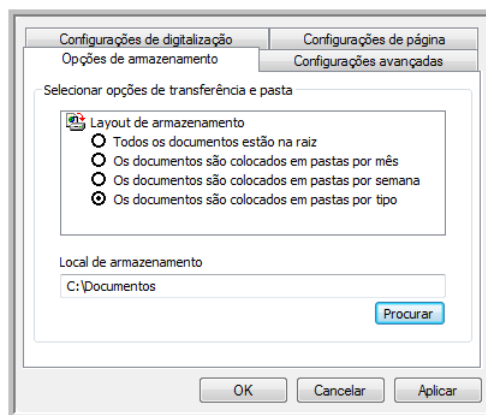 Configurações de digitalização Configurações de página
Opções de armazenamento Configurações avançadas
Selecionar opções de transferência e pasta
Layout de armazenamento
Todos os documentos estão na raiz
Os documentos são colocados em pastas por mês
Os documentos são colocados em pastas por semana
Os documentos são colocados em pastas por tipo
Local de armazenamento
C:\Documentos
Procurar
OK Cancelar Aplicar